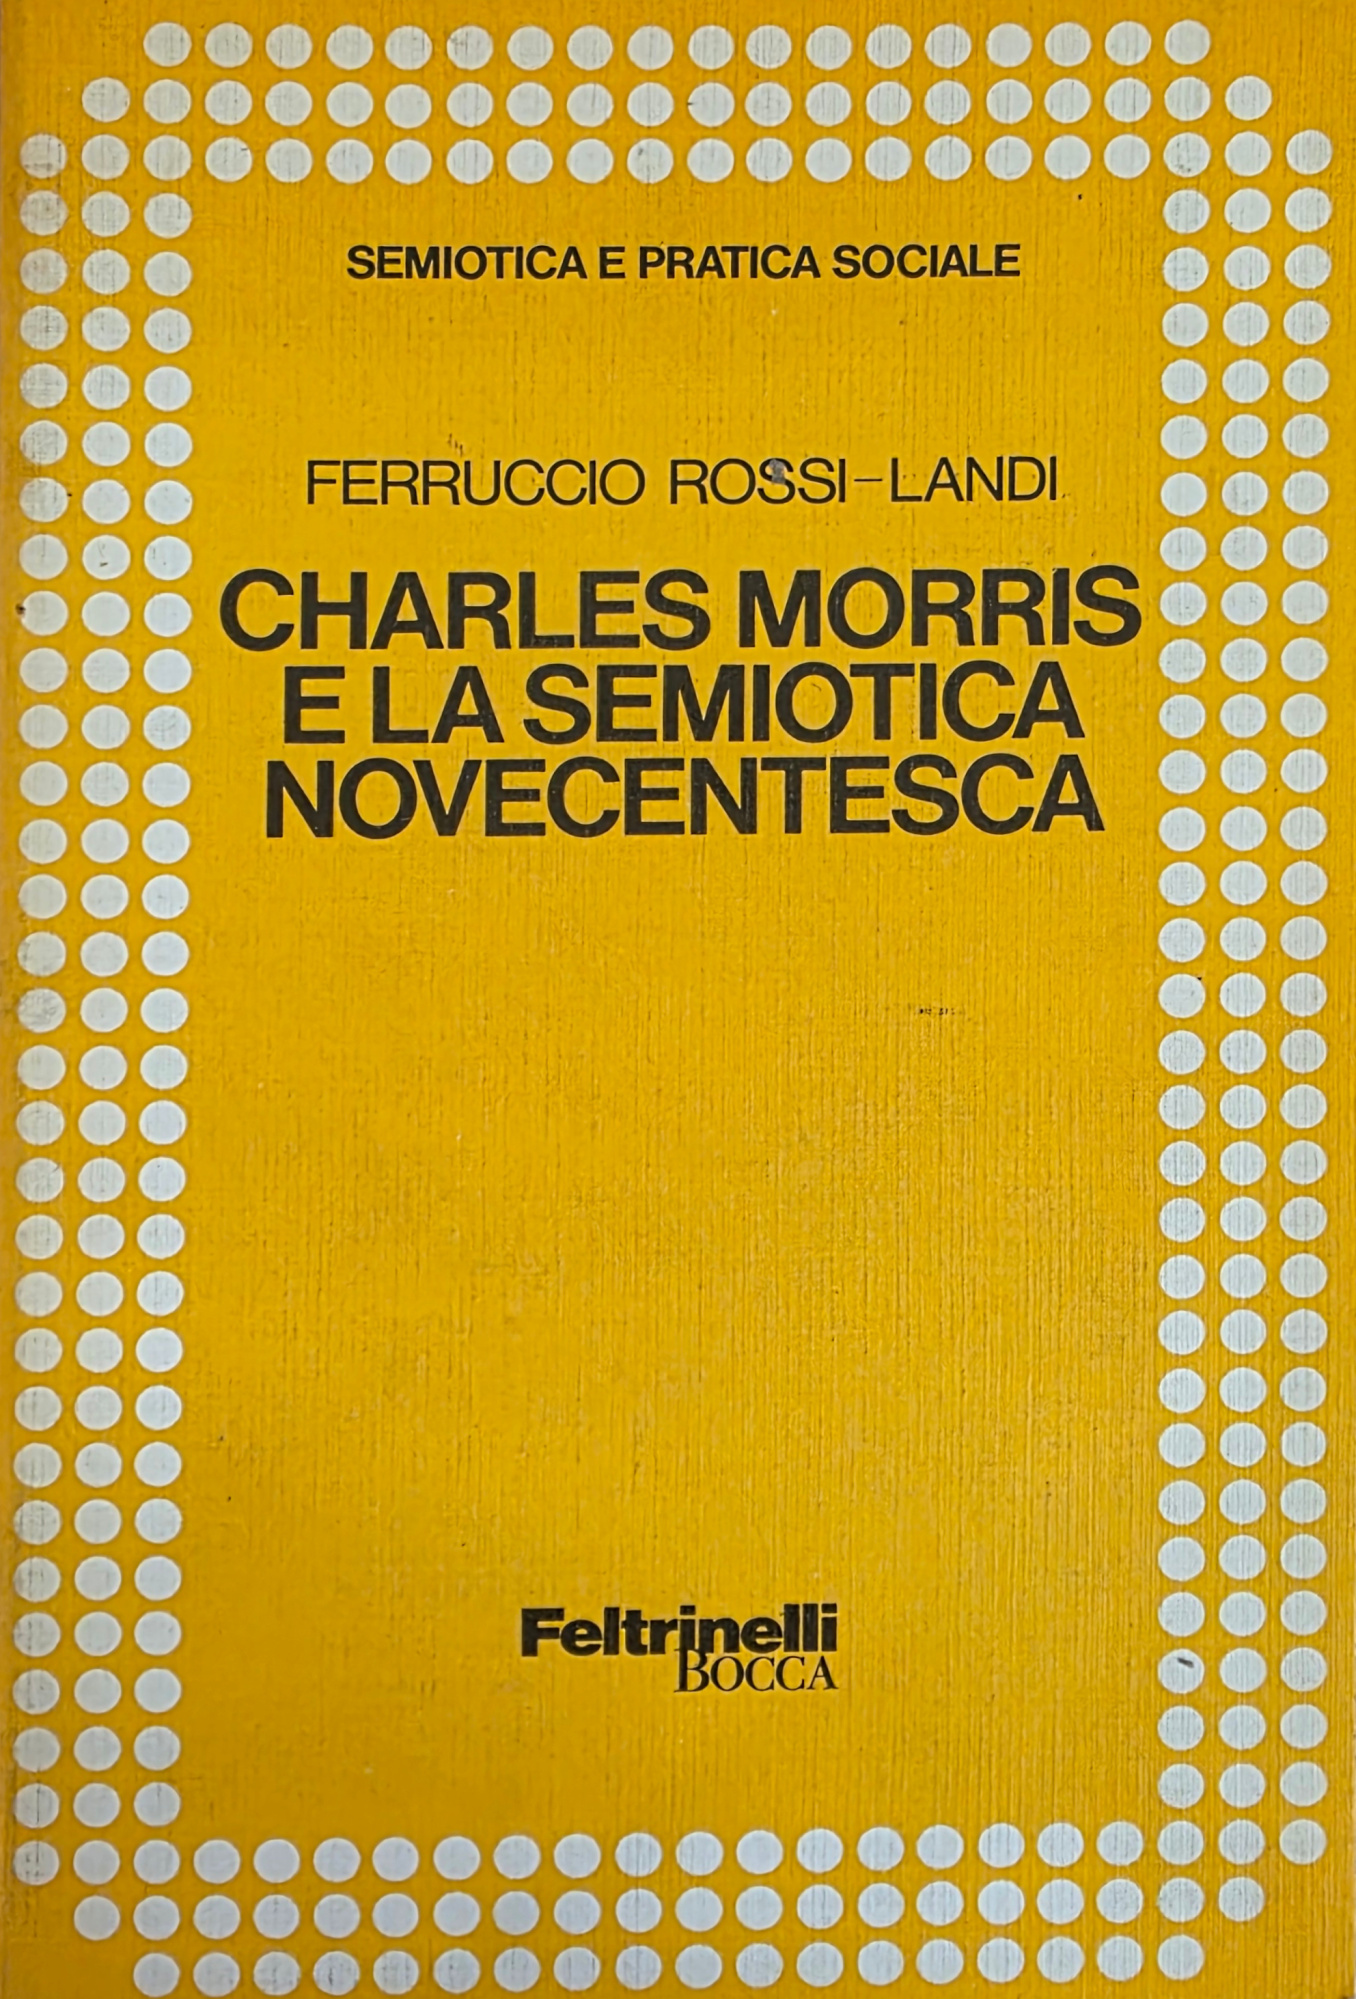 SEMIOTICA E PRATICA SOCIALE
FERRUCCIO ROSSI-LANDI
CHARLES MORRIS
E LA SEMIOTICA
NOVECENTESCA
Feltrinelli
BOCCA